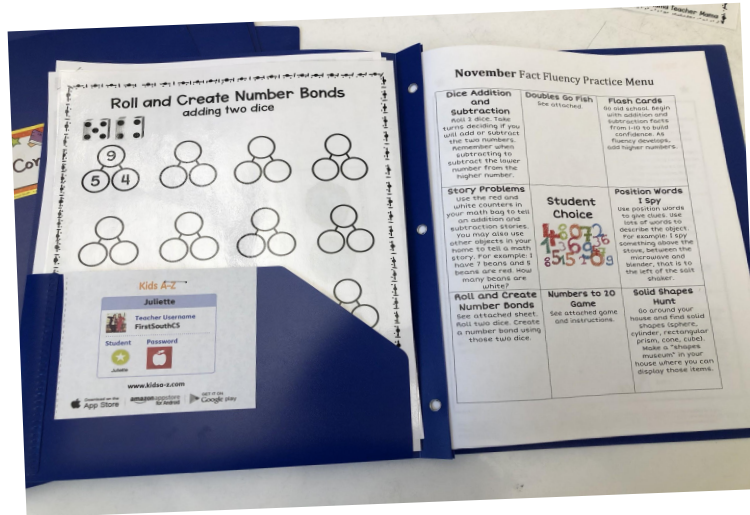 Roll and Create Number Bonds
adding two dice
9
5 4
Kids A-Z
Juliette
Teacher Username
FirstSouthCS
Student Password
Juliette
www.kidsa-z.com
Download on the
App Store
amazon appstore
for Android
GET IT ON
Google play
November Fact Fluency Practice Menu
Dice Addition
and
Subtraction
Roll 2 dice. Take
turns deciding if you
will add or subtract
the two numbers.
Remember when
subtracting to
subtract the lower
number from the
higher number.
Doubles Go Fish
See attached.
Flash Cards
Go old school. Begin
with addition and
subtraction facts
from 1-10 to build
confidence. As
fluency develops,
add higher numbers.
Story Problems
Use the red and
white counters in
your math bag to tell
an addition and
subtraction stories.
You may also use
other objects in your
home to tell a math
story. For example: I
have 7 beans and 5
beans are red. How
many beans are
white?
Student
Choice
Position Words
I Spy
Use position words
to give clues. Use
lots of words to
describe the object.
For example: I spy
something above the
stove, between the
microwave and
blender, that is to
the left of the salt
shaker.
Roll and Create
Number Bonds
See attached sheet.
Roll two dice. Create
a number bond using
those two dice.
Numbers to 20
Game
See attached game
and instructions.
Solid Shapes
Hunt
Go around your
house and find solid
shapes (sphere,
cylinder, rectangular
prism, cone, cube).
Make a "shapes
museum" in your
house where you can
display those items.
Teacher Mama